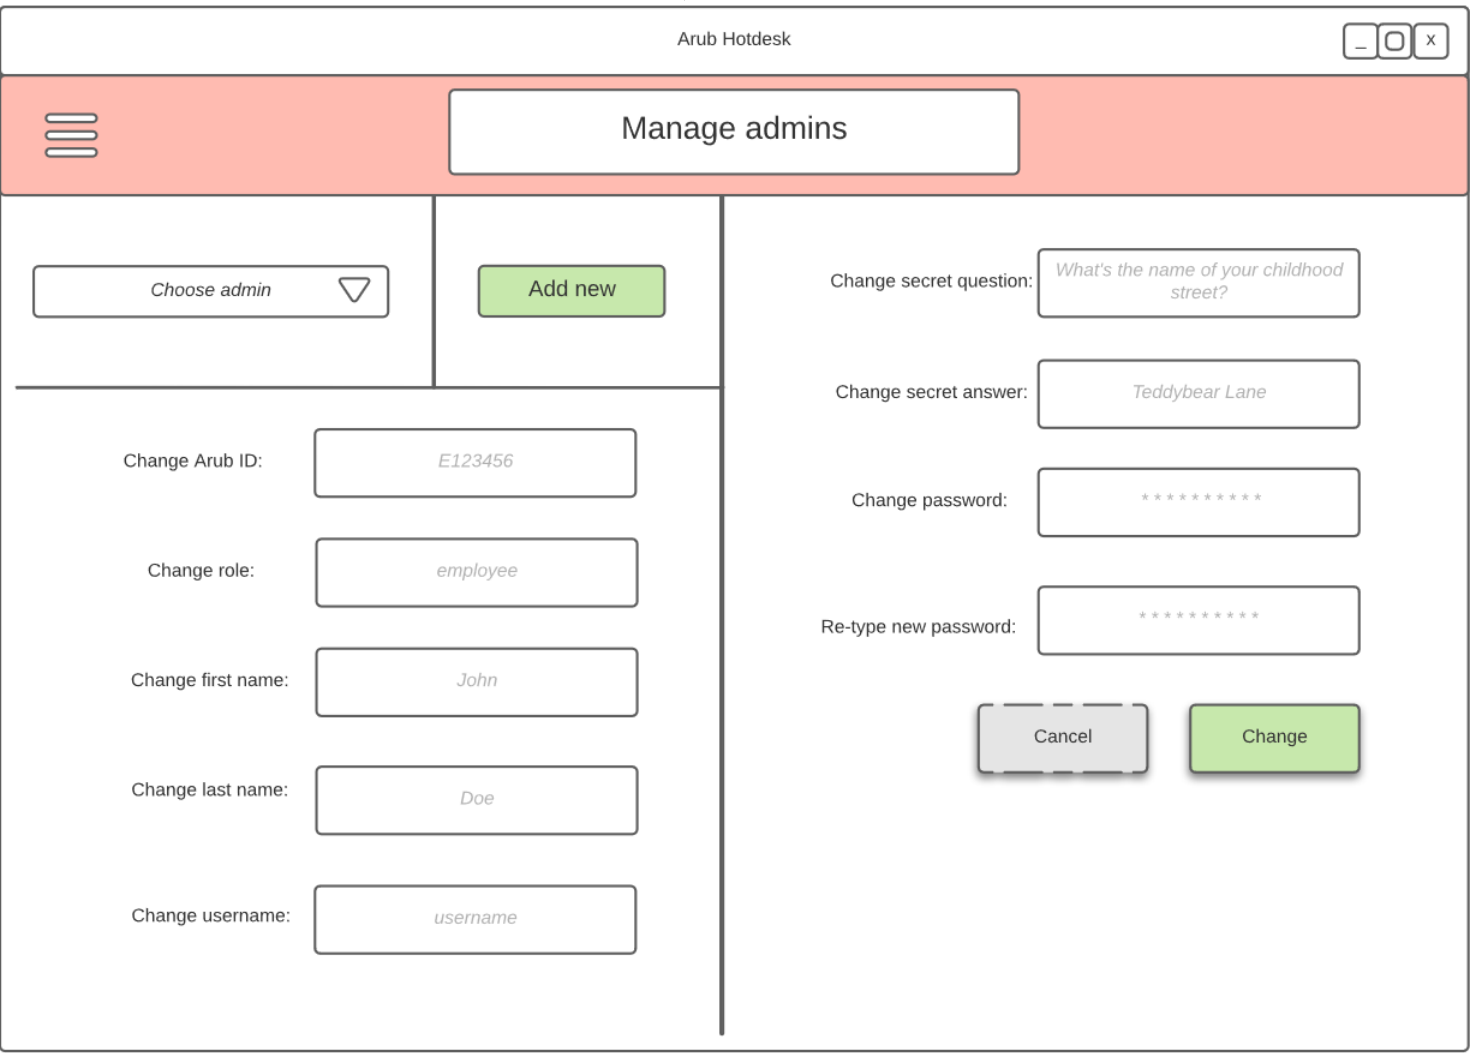 Arub Hotdesk
_
x
Manage admins
Choose admin
Add new
Change Arub ID:
E123456
Change role:
employee
Change first name:
John
Change last name:
Doe
Change username:
username
Change secret question:
What's the name of your childhood
street?
Change secret answer:
Teddybear Lane
Change password:
* * * * * * * * * *
Re-type new password:
* * * * * * * * * *
Cancel
Change